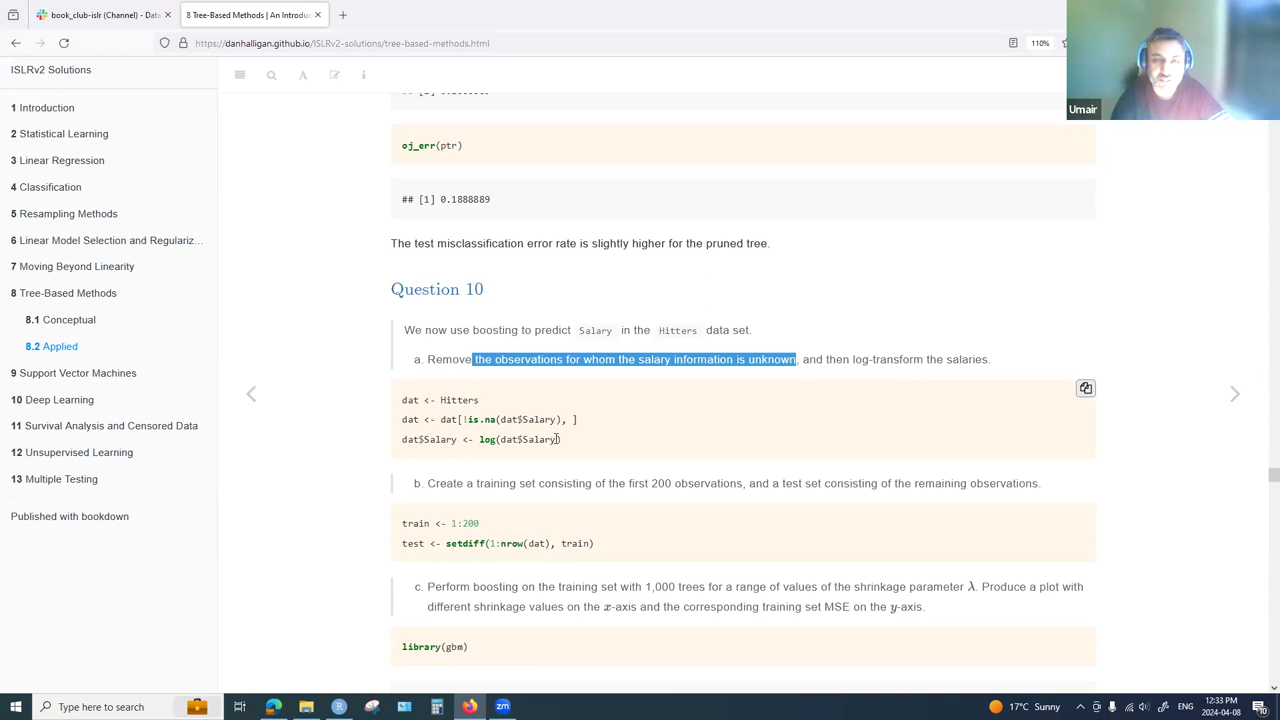 book_club-islr (Channel) - Dat
8 Tree-Based Methods | An Introduc
https://danhalligan.github.io/ISLRv2-solutions/tree-based-methods.html
110%
ISLRv2 Solutions
1 Introduction
2 Statistical Learning
3 Linear Regression
4 Classification
5 Resampling Methods
6 Linear Model Selection and Regulariz...
7 Moving Beyond Linearity
8 Tree-Based Methods
8.1 Conceptual
8.2 Applied
9 Support Vector Machines
10 Deep Learning
11 Survival Analysis and Censored Data
12 Unsupervised Learning
13 Multiple Testing
Published with bookdown
Umair
oj_err(ptr)
## [1] 0.1888889
The test misclassification error rate is slightly higher for the pruned tree.
Question 10
We now use boosting to predict Salary in the Hitters data set.
a. Remove the observations for whom the salary information is unknown, and then log-transform the salaries.
dat <- Hitters
dat <- dat[!is.na(dat$Salary), ]
dat$Salary <- log(dat$Salary)
b. Create a training set consisting of the first 200 observations, and a test set consisting of the remaining observations.
train <- 1:200
test <- setdiff(1:nrow(dat), train)
c. Perform boosting on the training set with 1,000 trees for a range of values of the shrinkage parameter λ. Produce a plot with
different shrinkage values on the x-axis and the corresponding training set MSE on the y-axis.
library(gbm)
Type here to search
17°C Sunny
12:33 PM
2024-04-08